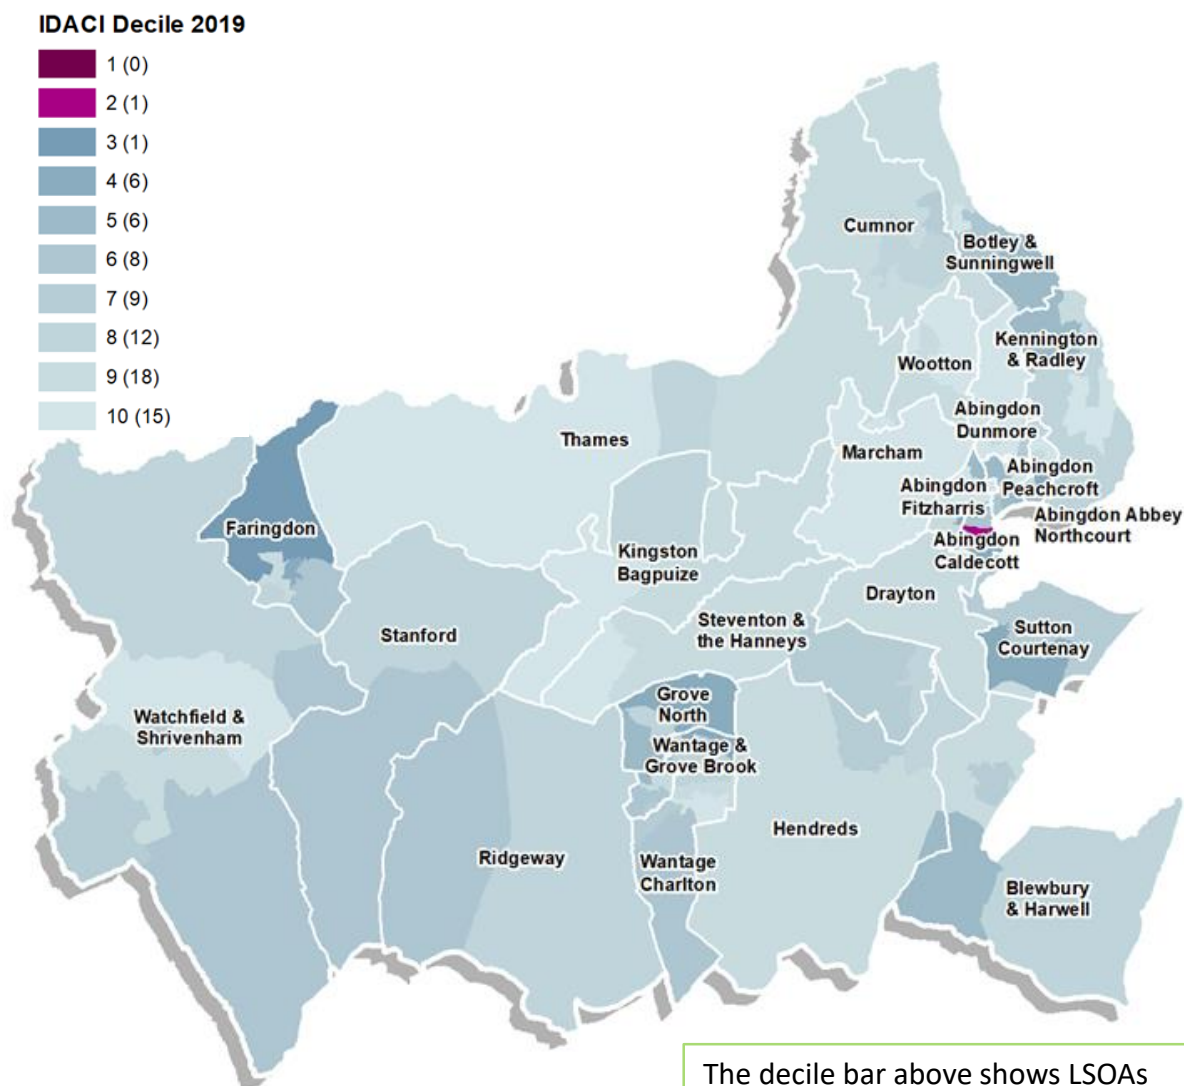 IDACI Decile 2019
1 (0)
2 (1)
3 (1)
4 (6)
5 (6)
6 (8)
7 (9)
8 (12)
9 (18)
10 (15)
Cumnor
Botley &
Sunningwell
Kennington
& Radley
Wootton
Abingdon
Dunmore
Thames
Marcham
Abingdon
Peachcroft
Abingdon
Fitzharris
Abingdon Abbey
Northcourt
Faringdon
Abingdon
Caldecott
Kingston
Bagpuize
Drayton
Stanford
Steventon &
the Hanneys
Sutton
Courtenay
Grove
North
Watchfield &
Shrivenham
Wantage &
Grove Brook
Hendreds
Ridgeway
Wantage
Charlton
Blewbury
& Harwell
The decile bar above shows LSOAs